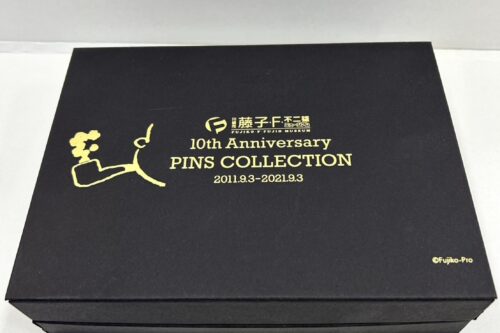 藤子・F・不二雄
FUJIKO F FUJIO MUSEUM
10th Anniversary
PINS COLLECTION
2011.9.3-2021.9.3
©Fujiko-Pro